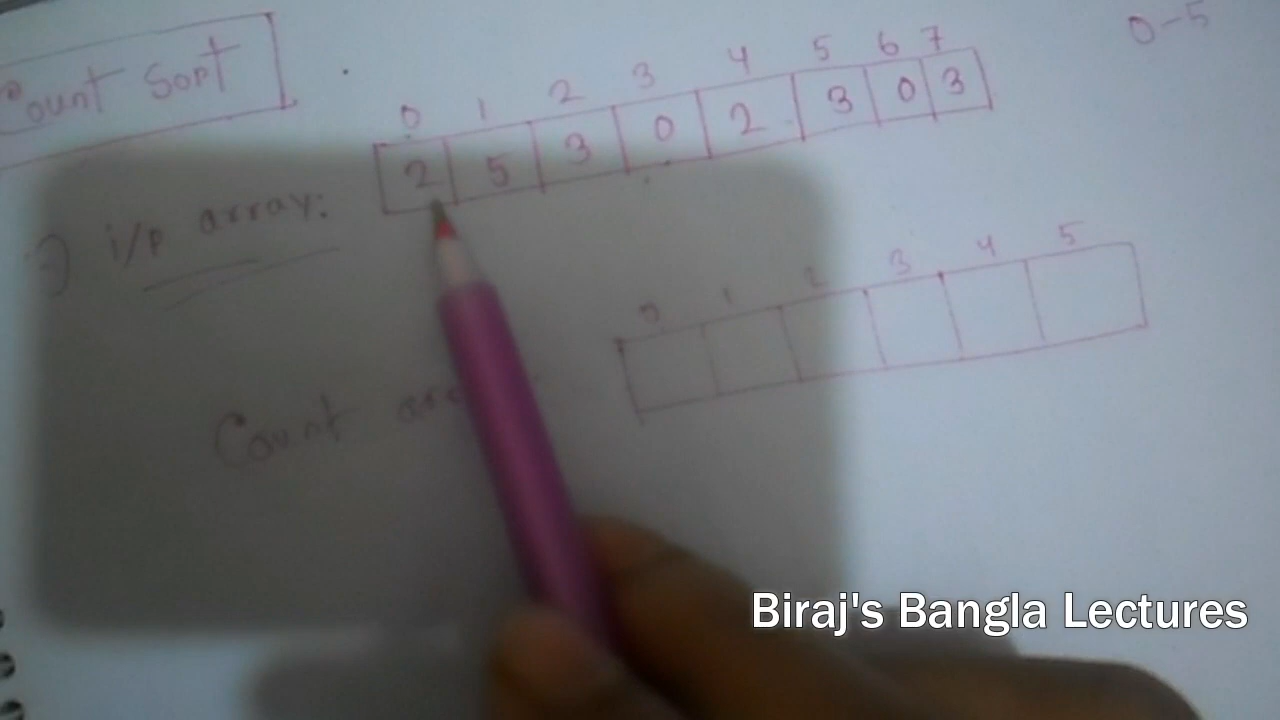 Count Sort
0-5
0 1 2 3 4 5 6 7
2 5 3 0 2 3 0 3
i/p array:
0 1 2 3 4 5
Count
Biraj's Bangla Lectures